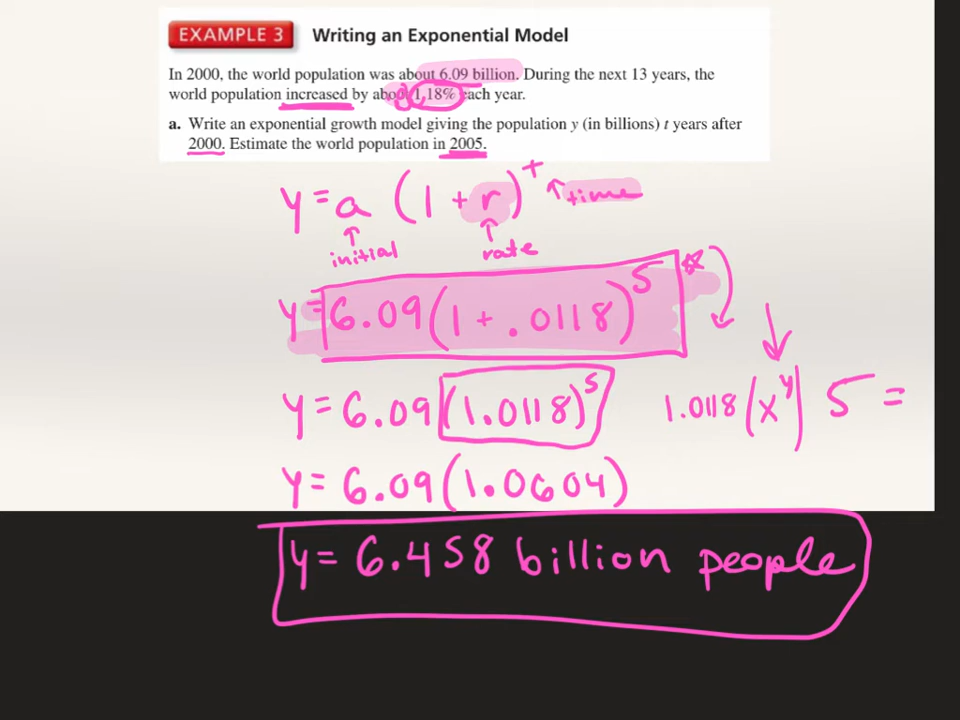 EXAMPLE 3 Writing an Exponential Model
In 2000, the world population was about 6.09 billion. During the next 13 years, the
world population increased by about 1.18% each year.
a. Write an exponential growth model giving the population y (in billions) t years after
2000. Estimate the world population in 2005.
y = a (1 + r)^t ↑ time
↑ initial ↑ rate
y = 6.09(1 + .0118)^5 *
y = 6.09(1.0118)^5 1.0118 (x^y) 5 =
y = 6.09(1.0604)
y = 6.458 billion people